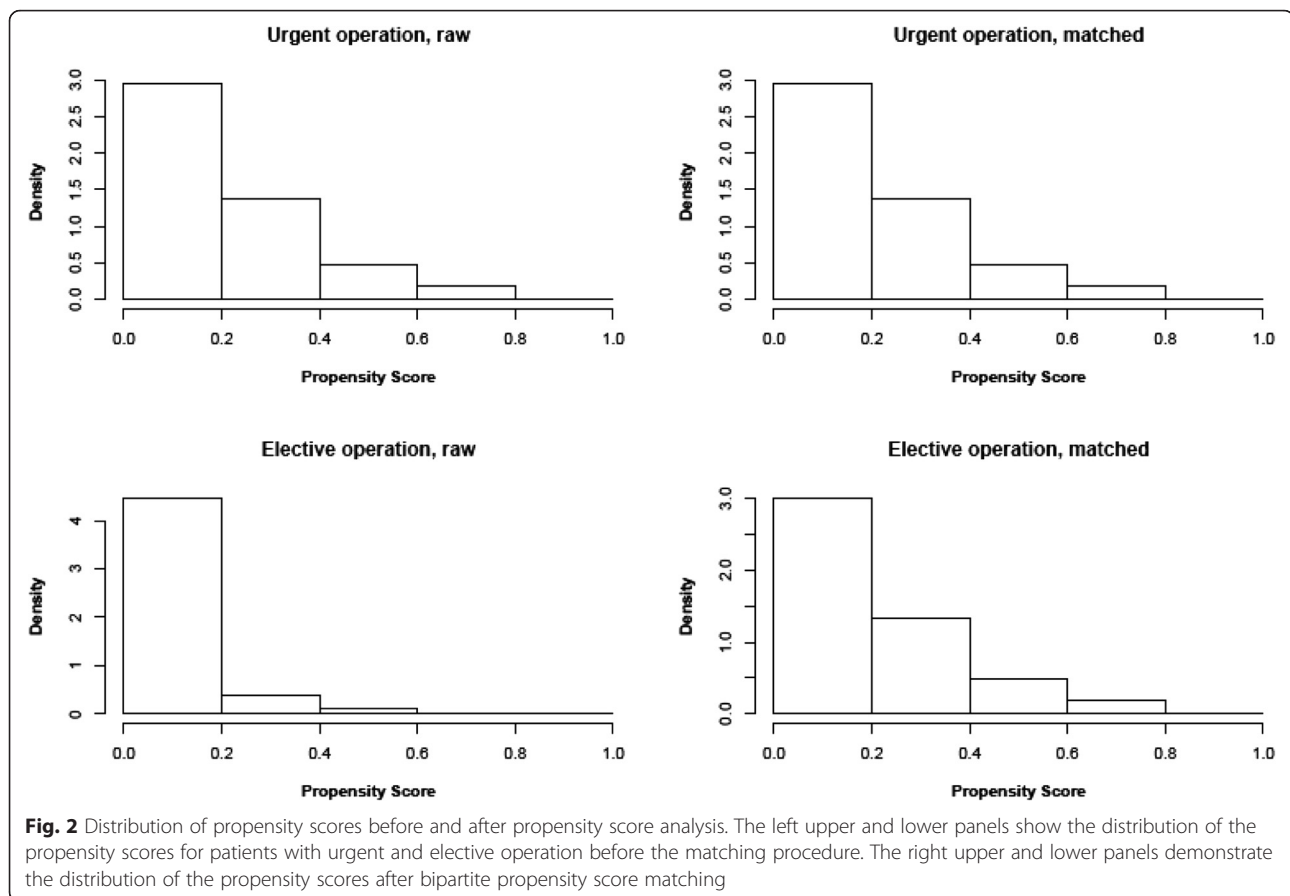 Urgent operation, raw
Density
0.0 0.5 1.0 1.5 2.0 2.5 3.0
0.0 0.2 0.4 0.6 0.8 1.0
Propensity Score
Urgent operation, matched
Density
0.0 0.5 1.0 1.5 2.0 2.5 3.0
0.0 0.2 0.4 0.6 0.8 1.0
Propensity Score
Elective operation, raw
Density
0 1 2 3 4
0.0 0.2 0.4 0.6 0.8 1.0
Propensity Score
Elective operation, matched
Density
0.0 1.0 2.0 3.0
0.0 0.2 0.4 0.6 0.8 1.0
Propensity Score
Fig. 2 Distribution of propensity scores before and after propensity score analysis. The left upper and lower panels show the distribution of the
propensity scores for patients with urgent and elective operation before the matching procedure. The right upper and lower panels demonstrate
the distribution of the propensity scores after bipartite propensity score matching